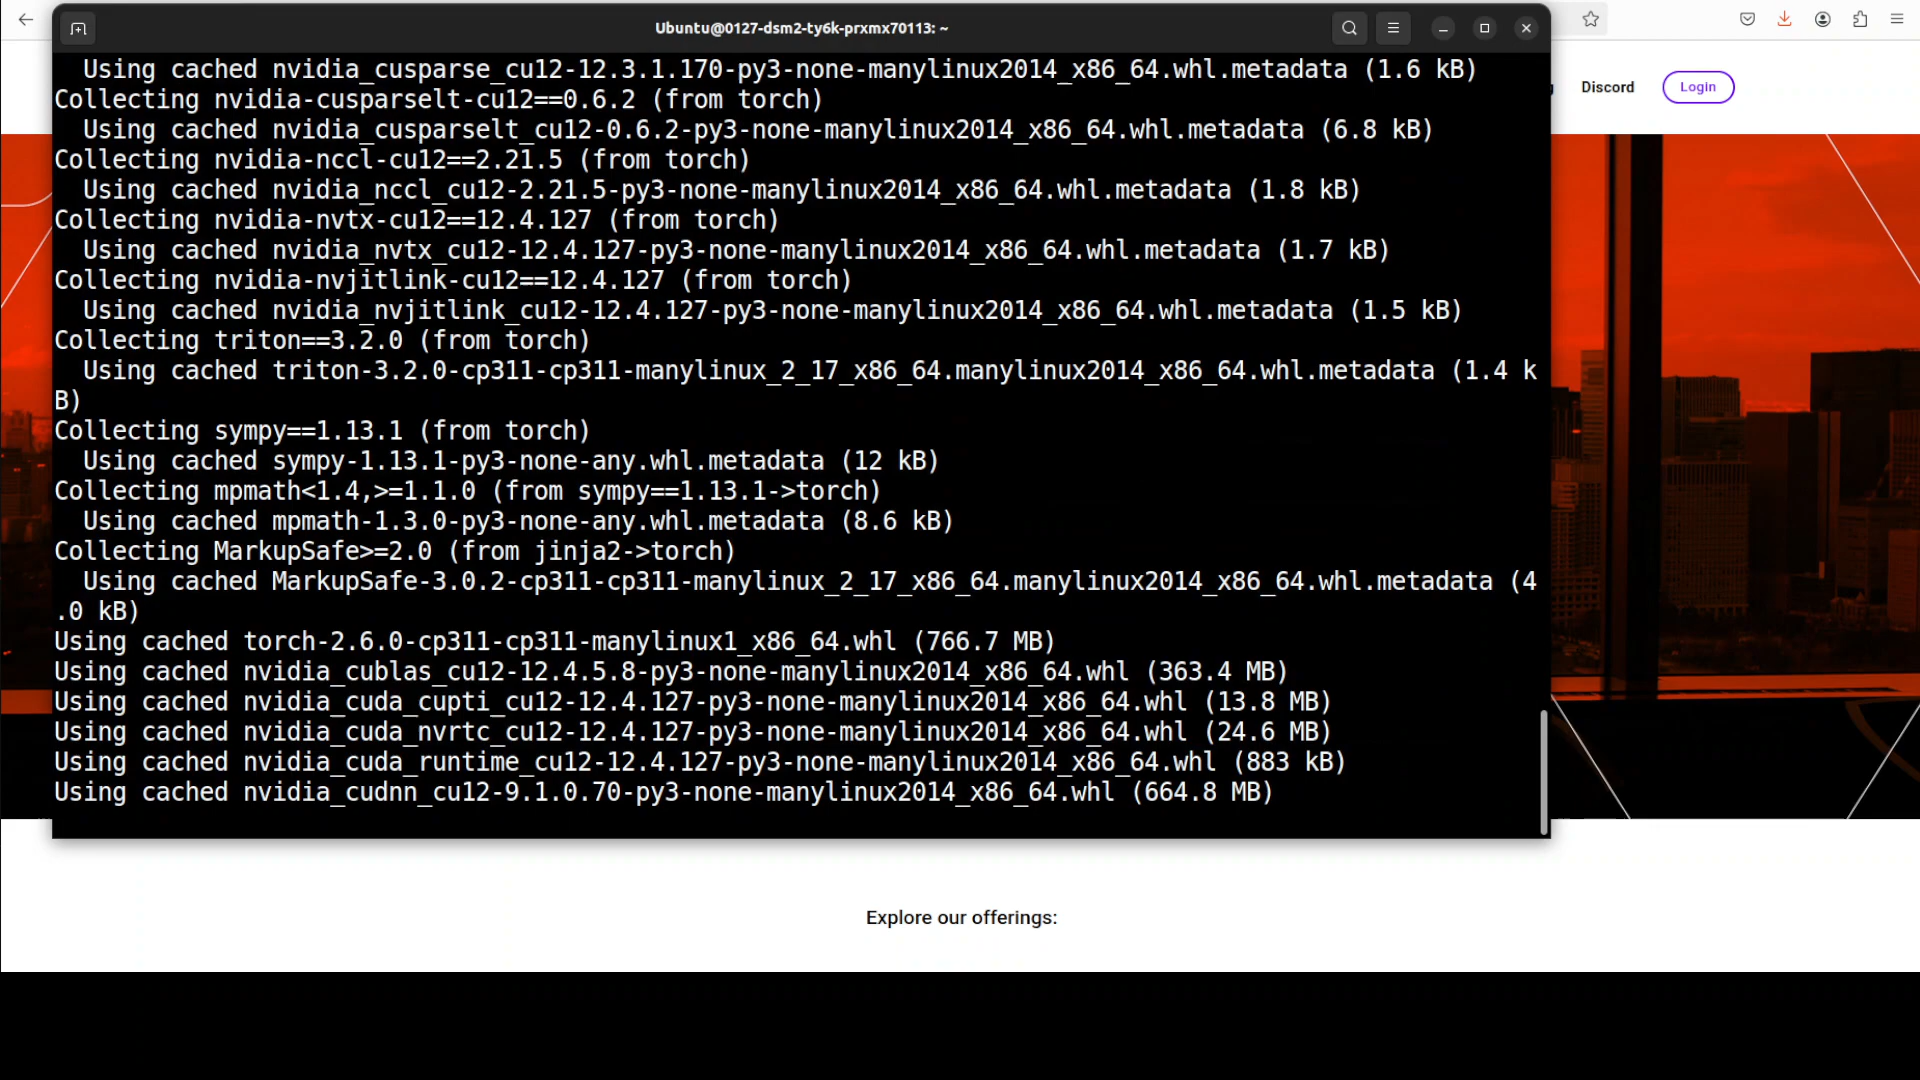 Ubuntu@0127-dsm2-ty6k-prxmx70113: ~
Using cached nvidia_cusparse_cu12-12.3.1.170-py3-none-manylinux2014_x86_64.whl.metadata (1.6 kB)
Collecting nvidia-cusparselt-cu12==0.6.2 (from torch)
Using cached nvidia_cusparselt_cu12-0.6.2-py3-none-manylinux2014_x86_64.whl.metadata (6.8 kB)
Collecting nvidia-nccl-cu12==2.21.5 (from torch)
Using cached nvidia_nccl_cu12-2.21.5-py3-none-manylinux2014_x86_64.whl.metadata (1.8 kB)
Collecting nvidia-nvtx-cu12==12.4.127 (from torch)
Using cached nvidia_nvtx_cu12-12.4.127-py3-none-manylinux2014_x86_64.whl.metadata (1.7 kB)
Collecting nvidia-nvjitlink-cu12==12.4.127 (from torch)
Using cached nvidia_nvjitlink_cu12-12.4.127-py3-none-manylinux2014_x86_64.whl.metadata (1.5 kB)
Collecting triton==3.2.0 (from torch)
Using cached triton-3.2.0-cp311-cp311-manylinux_2_17_x86_64.manylinux2014_x86_64.whl.metadata (1.4 k
B)
Collecting sympy==1.13.1 (from torch)
Using cached sympy-1.13.1-py3-none-any.whl.metadata (12 kB)
Collecting mpmath<1.4,>=1.1.0 (from sympy==1.13.1->torch)
Using cached mpmath-1.3.0-py3-none-any.whl.metadata (8.6 kB)
Collecting MarkupSafe>=2.0 (from jinja2->torch)
Using cached MarkupSafe-3.0.2-cp311-cp311-manylinux_2_17_x86_64.manylinux2014_x86_64.whl.metadata (4
.0 kB)
Using cached torch-2.6.0-cp311-cp311-manylinux1_x86_64.whl (766.7 MB)
Using cached nvidia_cublas_cu12-12.4.5.8-py3-none-manylinux2014_x86_64.whl (363.4 MB)
Using cached nvidia_cuda_cupti_cu12-12.4.127-py3-none-manylinux2014_x86_64.whl (13.8 MB)
Using cached nvidia_cuda_nvrtc_cu12-12.4.127-py3-none-manylinux2014_x86_64.whl (24.6 MB)
Using cached nvidia_cuda_runtime_cu12-12.4.127-py3-none-manylinux2014_x86_64.whl (883 kB)
Using cached nvidia_cudnn_cu12-9.1.0.70-py3-none-manylinux2014_x86_64.whl (664.8 MB)
Discord
Login
Explore our offerings: